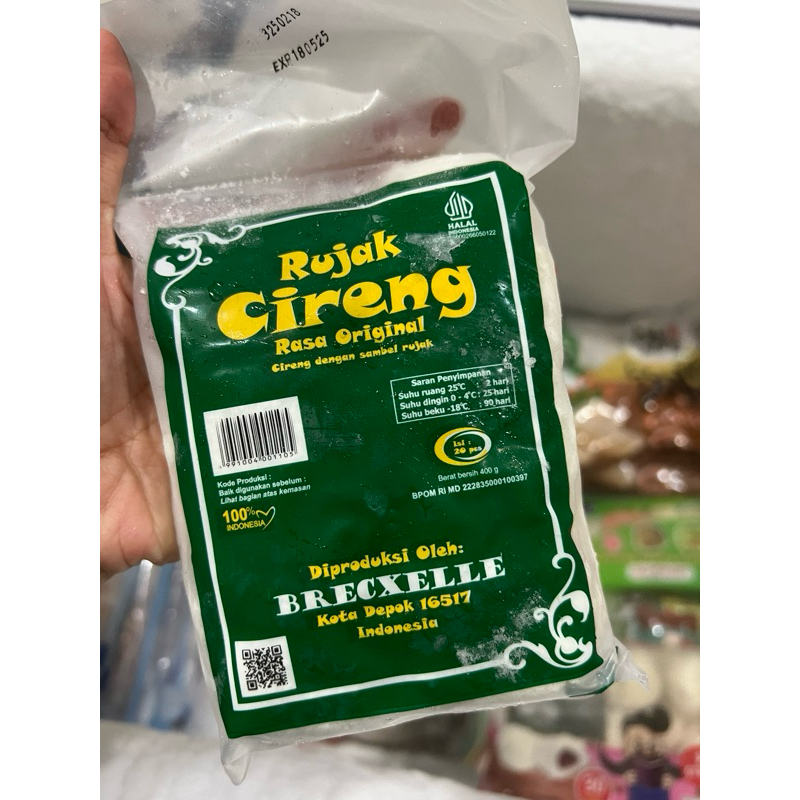 3250218
EXP180525
HALAL
INDONESIA
Rujak
Cireng
Rasa Original
Cireng dengan sambel rujak
Saran Penyimpanan
Suhu ruang 25°C : 2 hari
Suhu dingin 0 - 4°C : 25 hari
Suhu beku -18°C. : 90 hari
991004 001105
Kode Produksi :
Baik digunakan sebelum :
Lihat bagian atas kemasan
100%
INDONESIA
Isi :
20 pcs
Berat bersih 400 g
BPOM RI MD 222835000100397
Diproduksi Oleh:
BRECXELLE
Kota Depok 16517
Indonesia